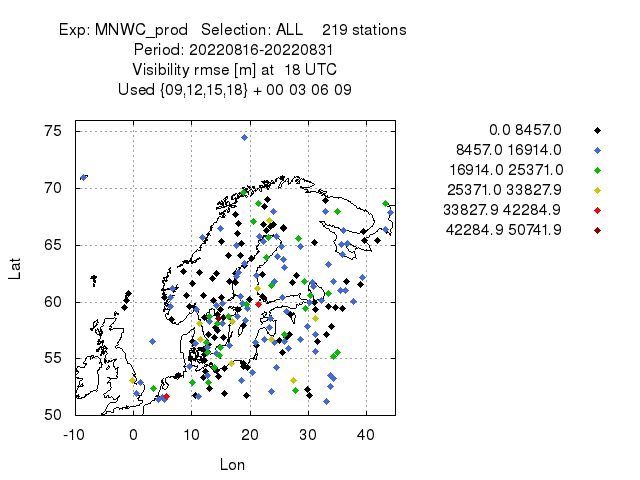 Exp: MNWC_prod   Selection: ALL    219 stations
Period: 20220816-20220831
Visibility rmse [m] at  18 UTC
Used {09,12,15,18} + 00 03 06 09
0.0 8457.0
8457.0 16914.0
16914.0 25371.0
25371.0 33827.9
33827.9 42284.9
42284.9 50741.9
75
70
65
60
55
50
Lat
-10 0 10 20 30 40
Lon